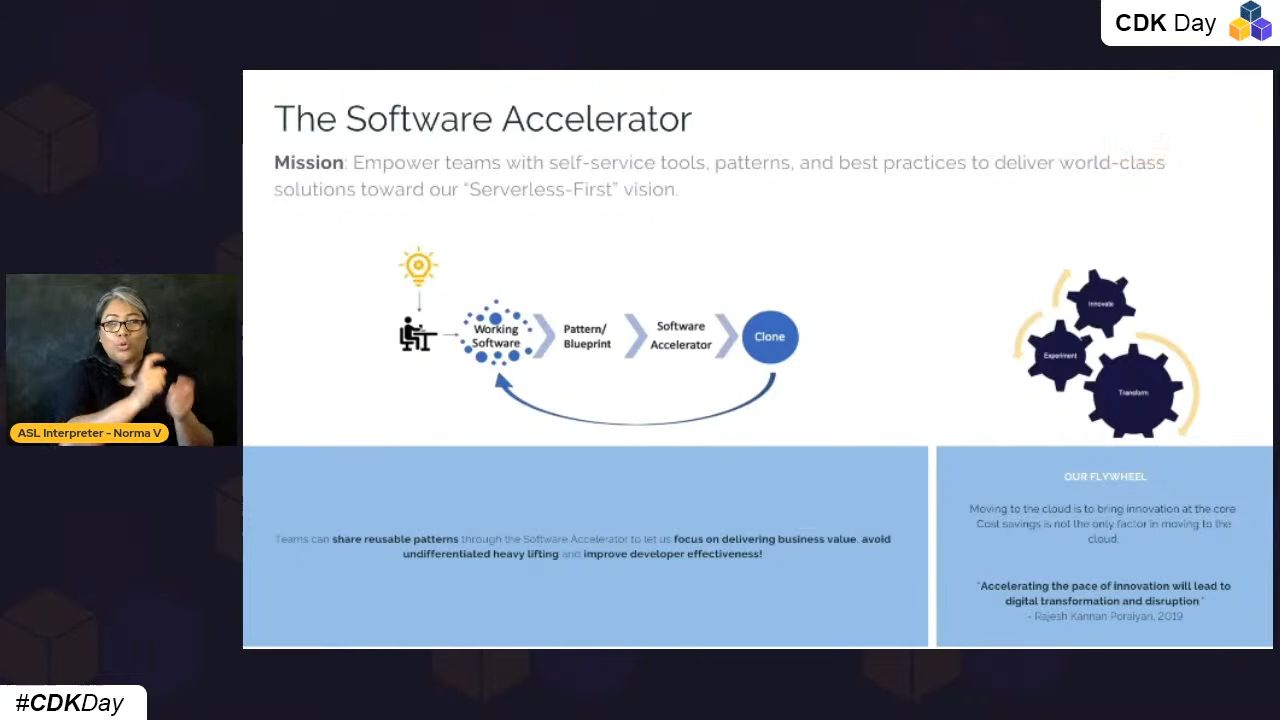 CDK Day
The Software Accelerator
Mission: Empower teams with self-service tools, patterns, and best practices to deliver world-class
solutions toward our “Serverless-First” vision.
Working
Software
Pattern/
Blueprint
Software
Accelerator
Clone
Innovate
Experiment
Transform
ASL Interpreter - Norma V
Teams can share reusable patterns through the Software Accelerator to let us focus on delivering business value, avoid
undifferentiated heavy lifting and improve developer effectiveness!
OUR FLYWHEEL
Moving to the cloud is to bring innovation at the core
Cost savings is not the only factor in moving to the
cloud.
"Accelerating the pace of innovation will lead to
digital transformation and disruption"
- Rajesh Kannan Poraiyan, 2019
#CDKDay